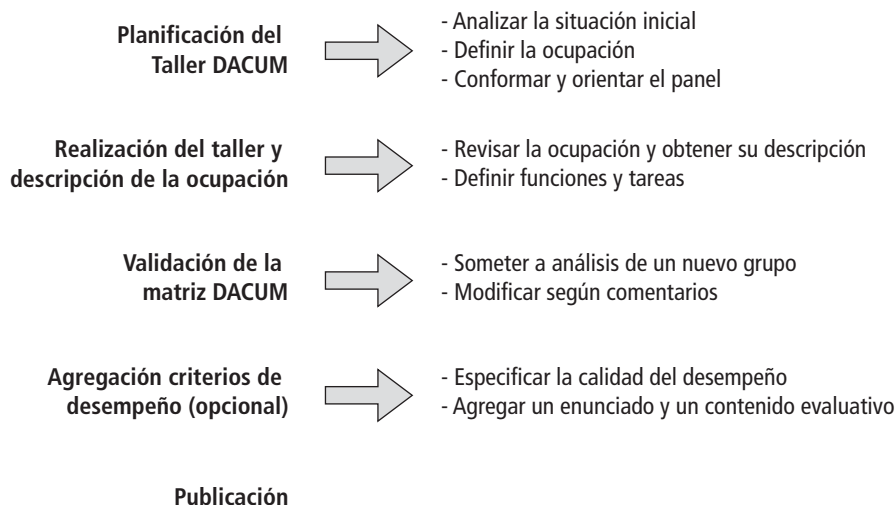 Planificación del
Taller DACUM
- Analizar la situación inicial
- Definir la ocupación
- Conformar y orientar el panel
Realización del taller y
descripción de la ocupación
- Revisar la ocupación y obtener su descripción
- Definir funciones y tareas
Validación de la
matriz DACUM
- Someter a análisis de un nuevo grupo
- Modificar según comentarios
Agregación criterios de
desempeño (opcional)
- Especificar la calidad del desempeño
- Agregar un enunciado y un contenido evaluativo
Publicación